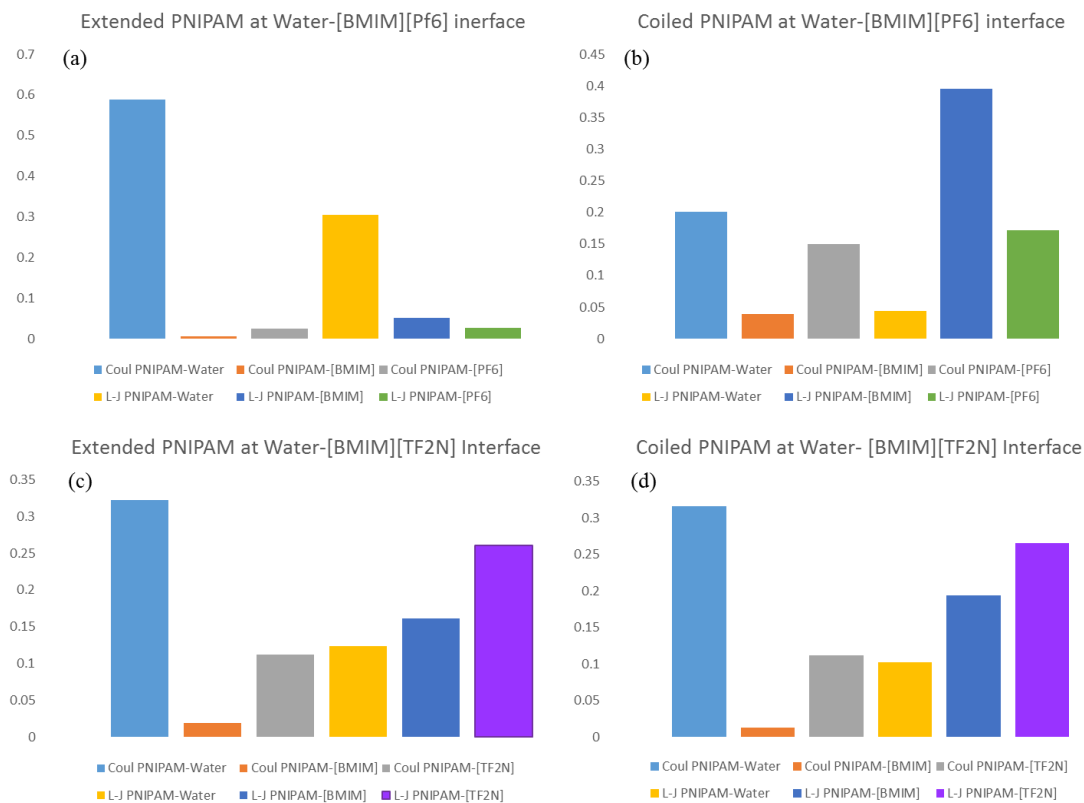 Extended PNIPAM at Water-[BMIM][Pf6] inerface
(a)
0.7
0.6
0.5
0.4
0.3
0.2
0.1
0
Coul PNIPAM-Water Coul PNIPAM-[BMIM] Coul PNIPAM-[PF6]
L-J PNIPAM-Water L-J PNIPAM-[BMIM] L-J PNIPAM-[PF6]
Coiled PNIPAM at Water-[BMIM][PF6] interface
(b)
0.45
0.4
0.35
0.3
0.25
0.2
0.15
0.1
0.05
0
Coul PNIPAM-Water Coul PNIPAM-[BMIM] Coul PNIPAM-[PF6]
L-J PNIPAM-Water L-J PNIPAM-[BMIM] L-J PNIPAM-[PF6]
Extended PNIPAM at Water-[BMIM][TF2N] Interface
(c)
0.35
0.3
0.25
0.2
0.15
0.1
0.05
0
Coul PNIPAM-Water Coul PNIPAM-[BMIM] Coul PNIPAM-[TF2N]
L-J PNIPAM-Water L-J PNIPAM-[BMIM] L-J PNIPAM-[TF2N]
Coiled PNIPAM at Water- [BMIM][TF2N] Interface
(d)
0.35
0.3
0.25
0.2
0.15
0.1
0.05
0
Coul PNIPAM-Water Coul PNIPAM-[BMIM] Coul PNIPAM-[TF2N]
L-J PNIPAM-Water L-J PNIPAM-[BMIM] L-J PNIPAM-[TF2N]